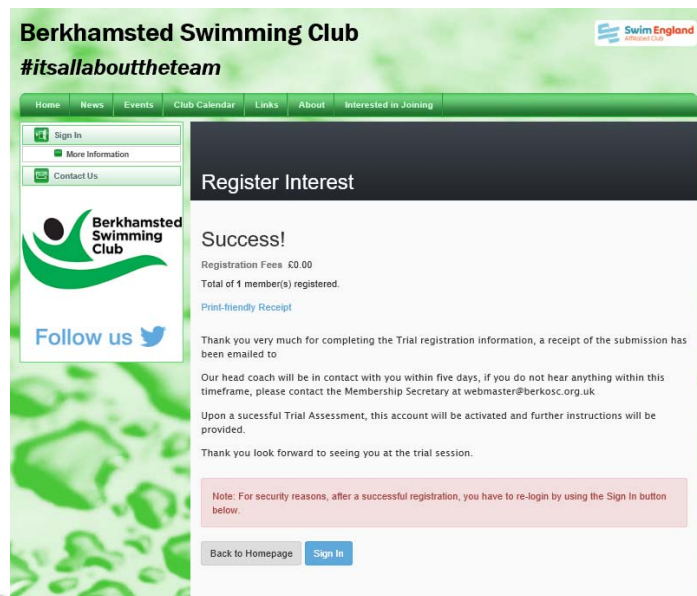 Berkhamsted Swimming Club
#itsallabouttheteam
Swim England
Affiliated Club
Home News Events Club Calendar Links About Interested in Joining
Sign In
More Information
Contact Us
Berkhamsted
Swimming
Club
Follow us
Register Interest
Success!
Registration Fees £0.00
Total of 1 member(s) registered.
Print-friendly Receipt
Thank you very much for completing the Trial registration information, a receipt of the submission has
been emailed to
Our head coach will be in contact with you within five days, if you do not hear anything within this
timeframe, please contact the Membership Secretary at webmaster@berkosc.org.uk
Upon a sucessful Trial Assessment, this account will be activated and further instructions will be
provided.
Thank you look forward to seeing you at the trial session.
Note: For security reasons, after a successful registration, you have to re-login by using the Sign In button
below.
Back to Homepage Sign In